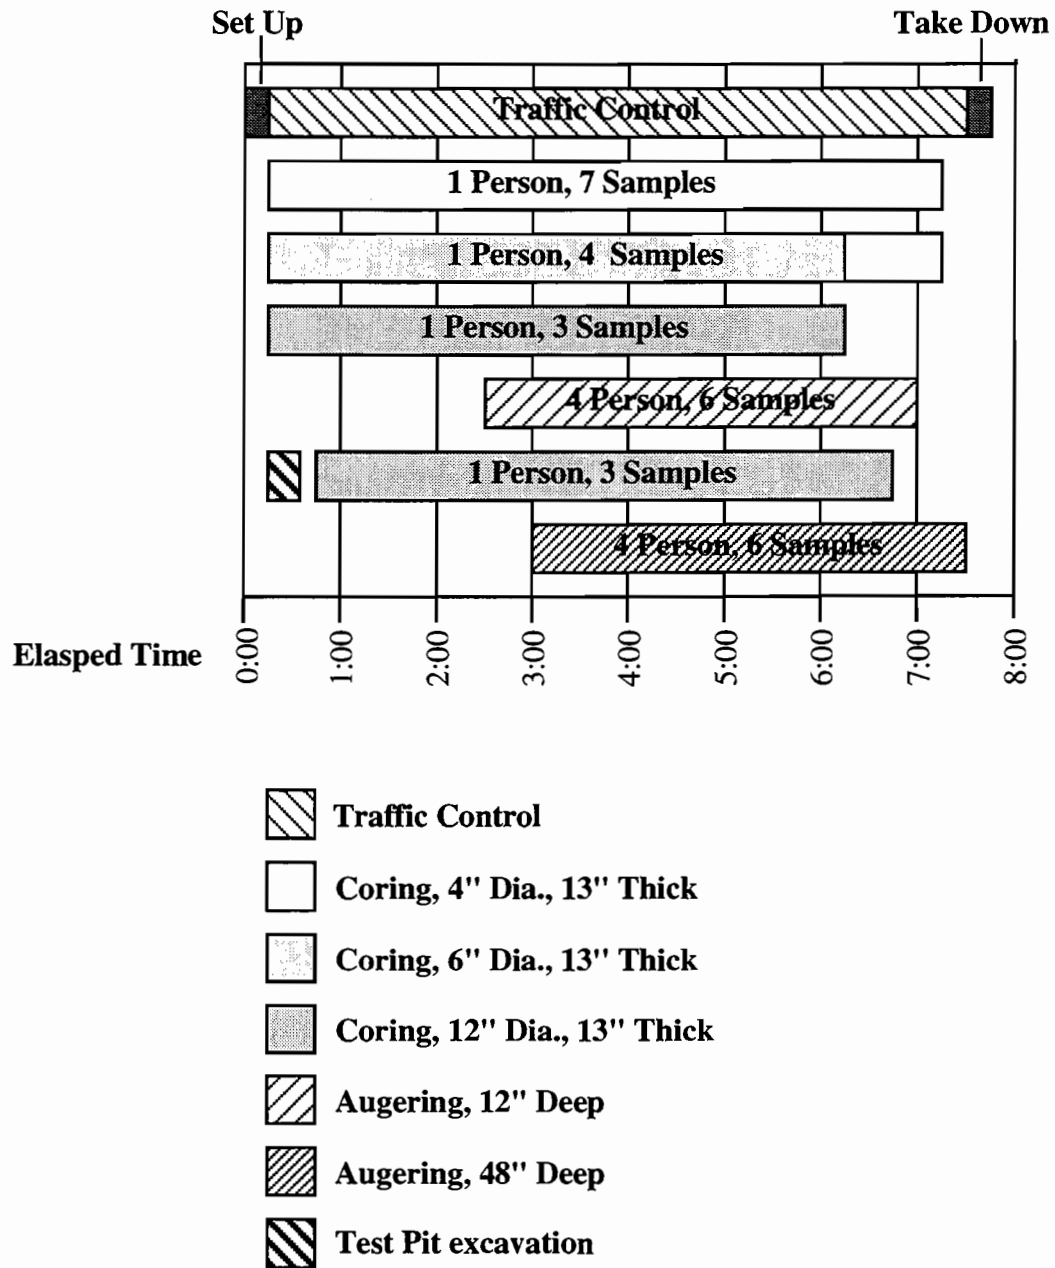 Set Up
Take Down
Traffic Control
1 Person, 7 Samples
1 Person, 4 Samples
1 Person, 3 Samples
4 Person, 6 Samples
1 Person, 3 Samples
4 Person, 6 Samples
Elasped Time
0:00
1:00
2:00
3:00
4:00
5:00
6:00
7:00
8:00
Traffic Control
Coring, 4" Dia., 13" Thick
Coring, 6" Dia., 13" Thick
Coring, 12" Dia., 13" Thick
Augering, 12" Deep
Augering, 48" Deep
Test Pit excavation